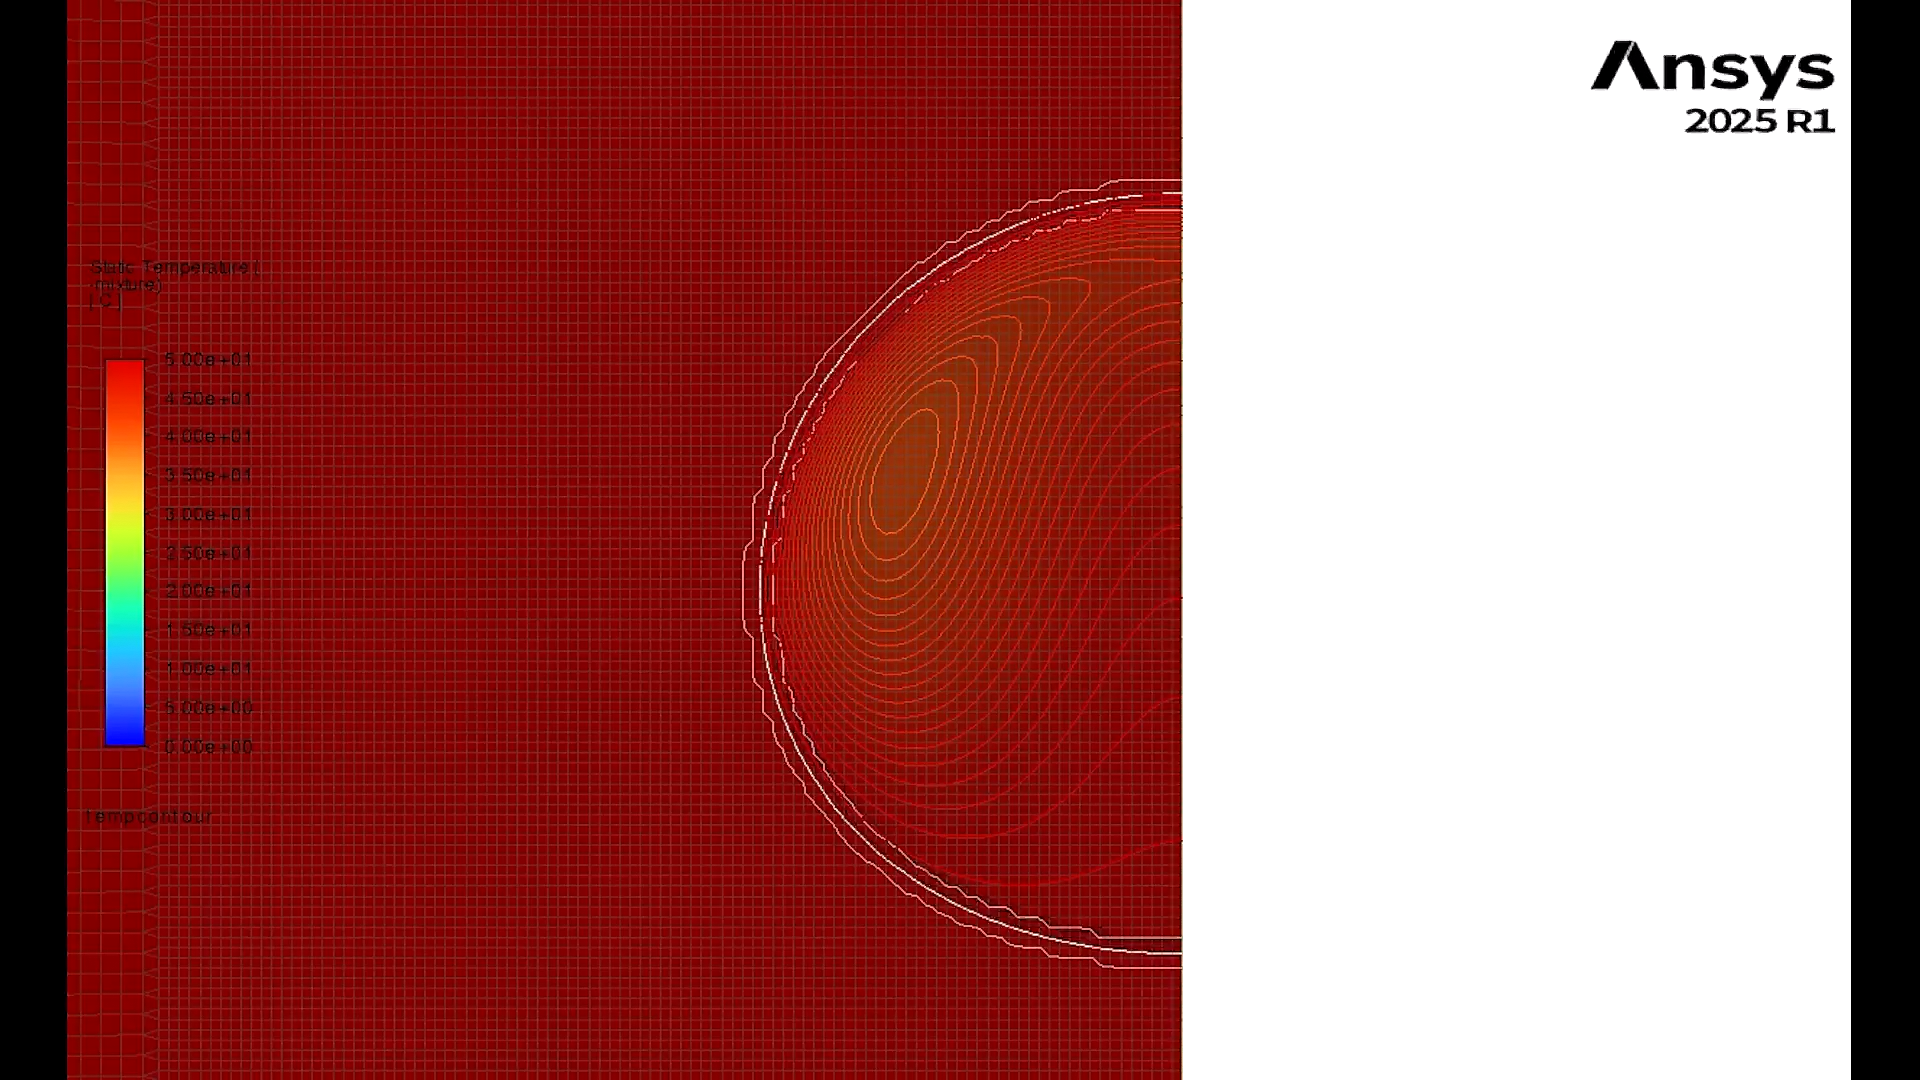 Ansys
2025 R1
Static Temperature (
mixture)
[ C ]
5.00e+01
4.50e+01
4.00e+01
3.50e+01
3.00e+01
2.50e+01
2.00e+01
1.50e+01
1.00e+01
5.00e+00
0.00e+00
Tempcontour